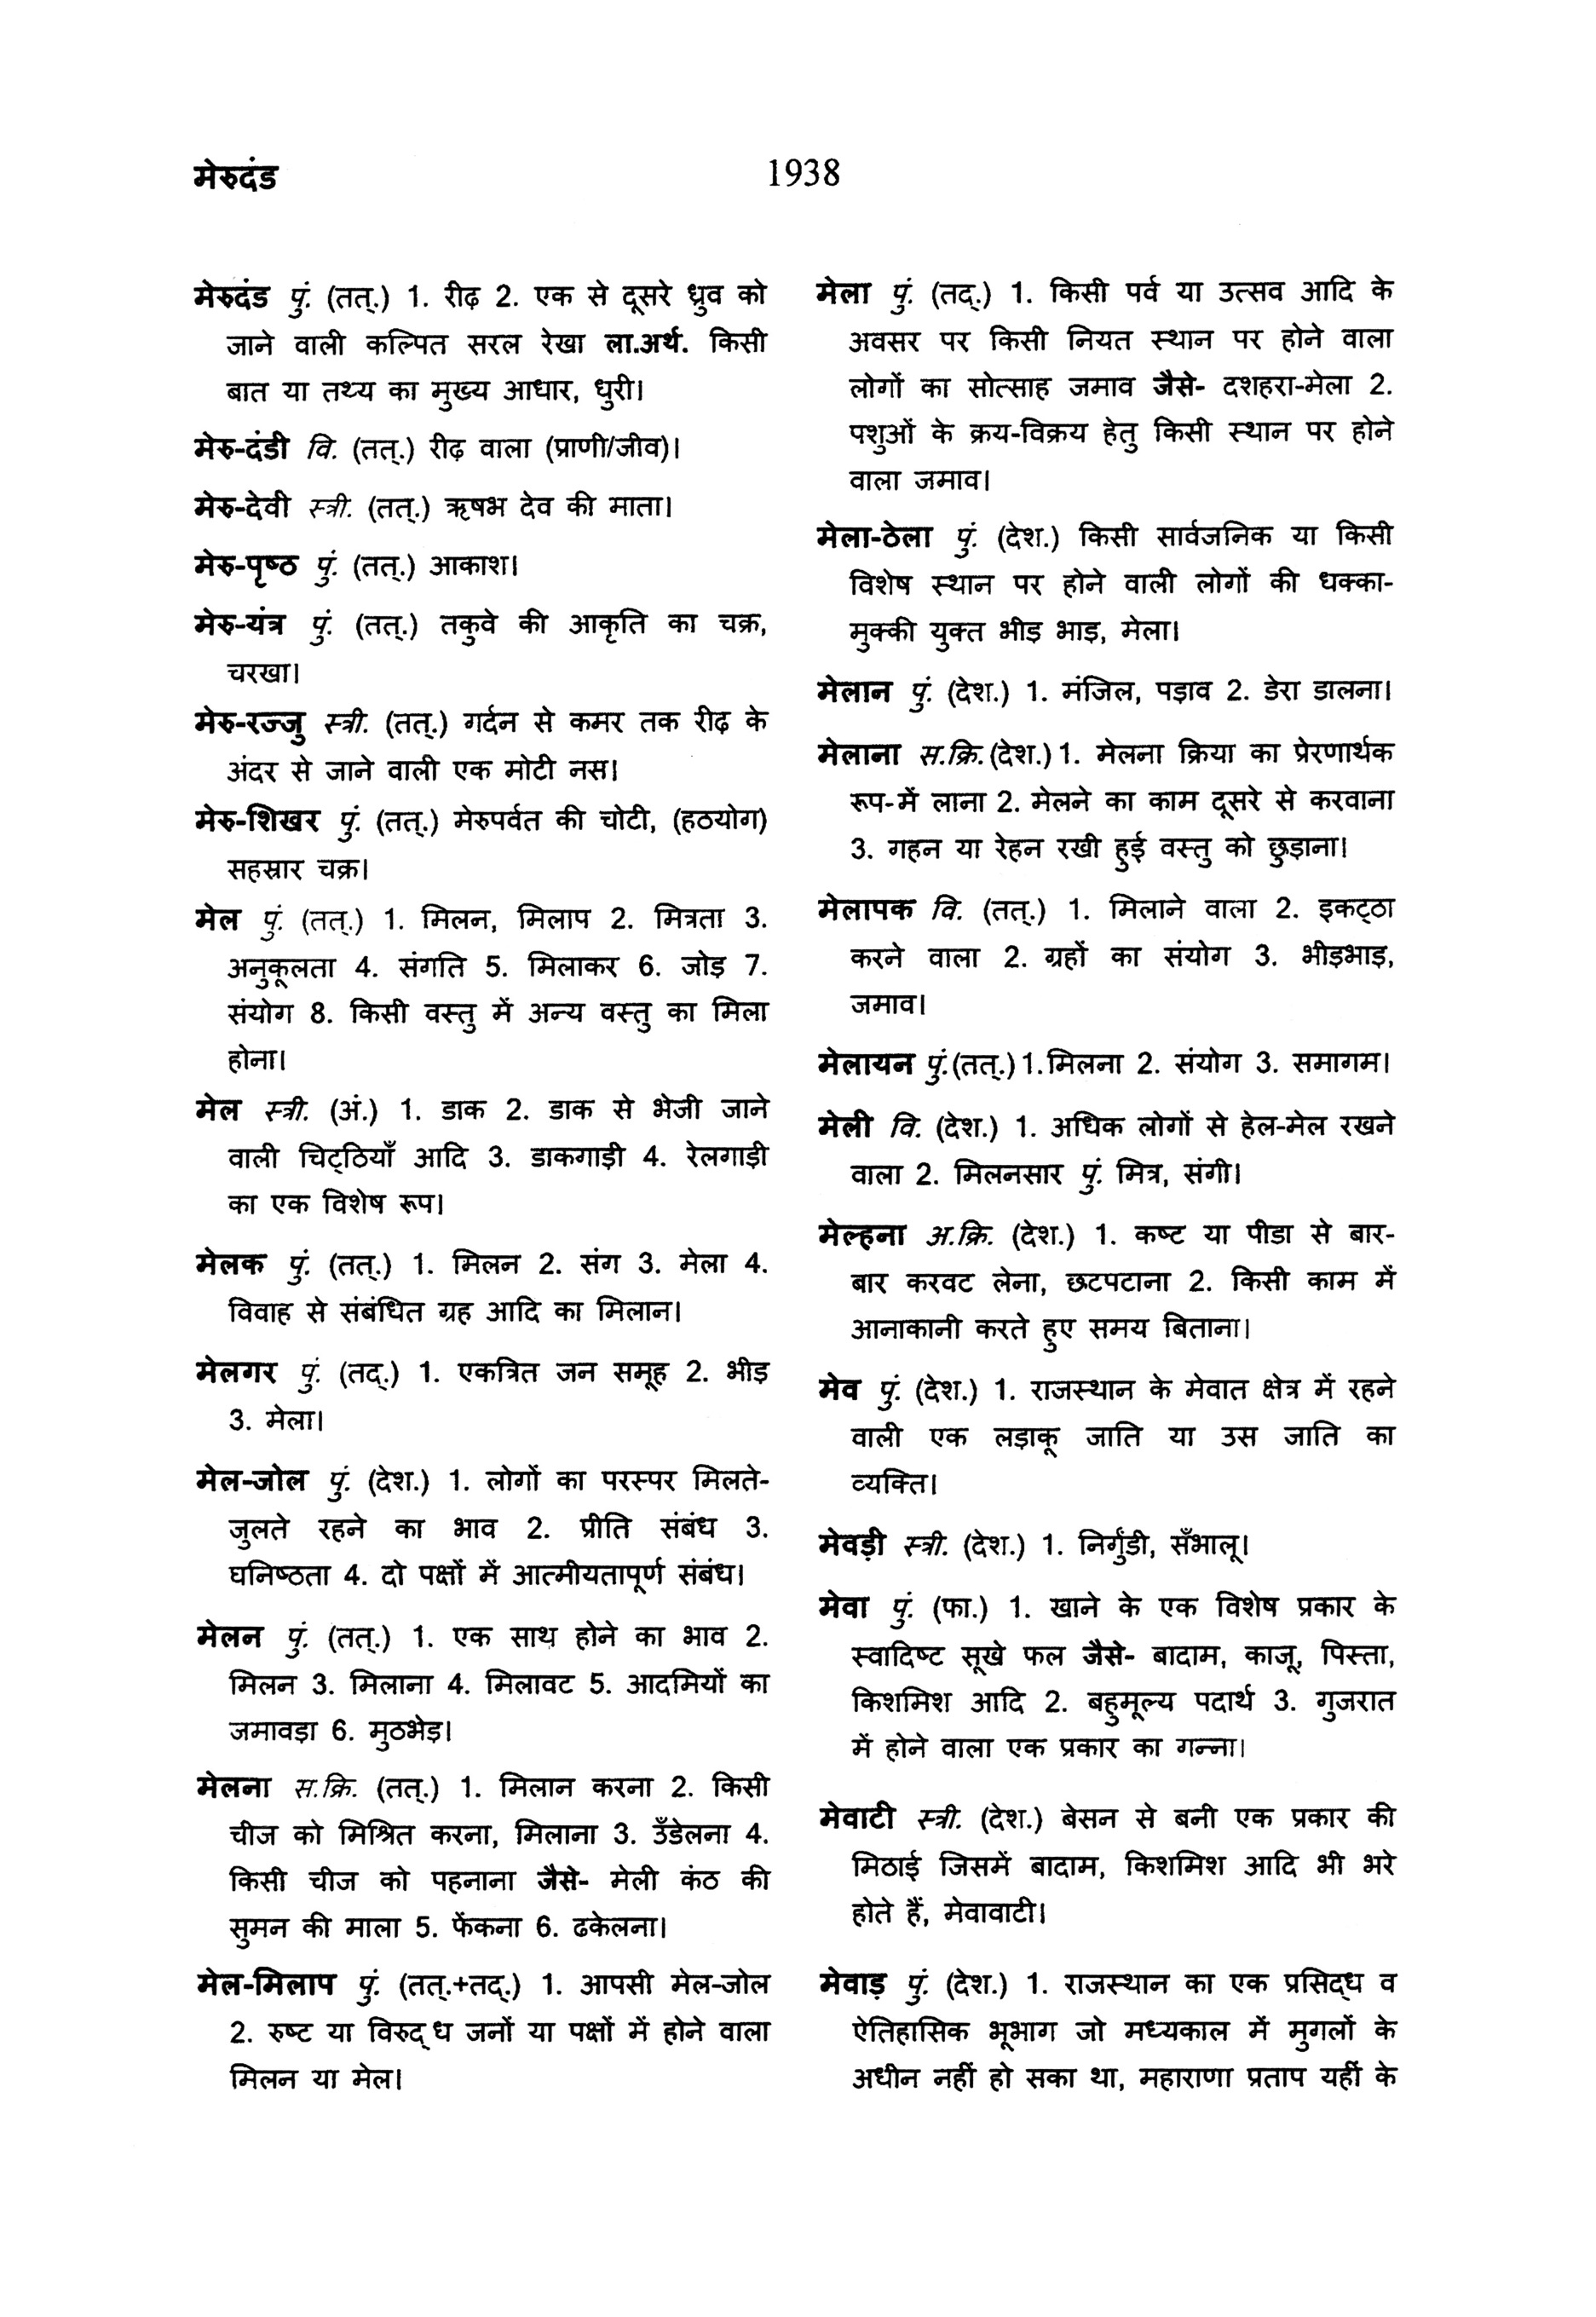 मेरुदंड
1938
मेरुदंड पुं. (तत्.) 1. रीढ़ 2. एक से दूसरे ध्रुव को
जाने वाली कल्पित सरल रेखा ला.अर्थ. किसी
बात या तथ्य का मुख्य आधार, धुरी।
मेरु-दंडी वि. (तत्.) रीढ़ वाला (प्राणी/जीव)।
मेरु-देवी स्त्री. (तत्.) ऋषभ देव की माता।
मेरु-पृष्ठ पुं. (तत्.) आकाश।
मेरु-यंत्र पुं. (तत्.) तकुवे की आकृति का चक्र,
चरखा।
मेरु-रज्जु स्त्री. (तत्.) गर्दन से कमर तक रीढ़ के
अंदर से जाने वाली एक मोटी नस।
मेरु-शिखर पुं. (तत्.) मेरुपर्वत की चोटी, (हठयोग)
सहस्रार चक्र।
मेल पुं. (तत्.) 1. मिलन, मिलाप 2. मित्रता 3.
अनुकूलता 4. संगति 5. मिलाकर 6. जोड़ 7.
संयोग 8. किसी वस्तु में अन्य वस्तु का मिला
होना।
मेल स्त्री. (अं.) 1. डाक 2. डाक से भेजी जाने
वाली चिट्ठियाँ आदि 3. डाकगाड़ी 4. रेलगाड़ी
का एक विशेष रूप।
मेलक पुं. (तत्.) 1. मिलन 2. संग 3. मेला 4.
विवाह से संबंधित ग्रह आदि का मिलान।
मेलगर पुं. (तद्.) 1. एकत्रित जन समूह 2. भीड़
3. मेला।
मेल-जोल पुं. (देश.) 1. लोगों का परस्पर मिलते-
जुलते रहने का भाव 2. प्रीति संबंध 3.
घनिष्ठता 4. दो पक्षों में आत्मीयतापूर्ण संबंध।
मेलन पुं. (तत्.) 1. एक साथ होने का भाव 2.
मिलन 3. मिलाना 4. मिलावट 5. आदमियों का
जमावड़ा 6. मुठभेड़।
मेलना स.क्रि. (तत्.) 1. मिलान करना 2. किसी
चीज को मिश्रित करना, मिलाना 3. उँडेलना 4.
किसी चीज को पहनाना जैसे- मेली कंठ की
सुमन की माला 5. फेंकना 6. ढकेलना।
मेल-मिलाप पुं. (तत्.+तद्.) 1. आपसी मेल-जोल
2. रुष्ट या विरुद्ध जनों या पक्षों में होने वाला
मिलन या मेल।
मेला पुं. (तद्.) 1. किसी पर्व या उत्सव आदि के
अवसर पर किसी नियत स्थान पर होने वाला
लोगों का सोत्साह जमाव जैसे- दशहरा-मेला 2.
पशुओं के क्रय-विक्रय हेतु किसी स्थान पर होने
वाला जमाव।
मेला-ठेला पुं. (देश.) किसी सार्वजनिक या किसी
विशेष स्थान पर होने वाली लोगों की धक्का-
मुक्की युक्त भीड़ भाड़, मेला।
मेलान पुं. (देश.) 1. मंजिल, पड़ाव 2. डेरा डालना।
मेलाना स.क्रि. (देश.) 1. मेलना क्रिया का प्रेरणार्थक
रूप-में लाना 2. मेलने का काम दूसरे से करवाना
3. गहन या रेहन रखी हुई वस्तु को छुड़ाना।
मेलापक वि. (तत्.) 1. मिलाने वाला 2. इकट्ठा
करने वाला 2. ग्रहों का संयोग 3. भीड़भाड़,
जमाव।
मेलायन पुं. (तत्.) 1. मिलना 2. संयोग 3. समागम।
मेली वि. (देश.) 1. अधिक लोगों से हेल-मेल रखने
वाला 2. मिलनसार पुं. मित्र, संगी।
मेल्हना अ.क्रि. (देश.) 1. कष्ट या पीडा से बार-
बार करवट लेना, छटपटाना 2. किसी काम में
आनाकानी करते हुए समय बिताना।
मेव पुं. (देश.) 1. राजस्थान के मेवात क्षेत्र में रहने
वाली एक लड़ाकू जाति या उस जाति का
व्यक्ति।
मेवड़ी स्त्री. (देश.) 1. निर्गुंडी, सँभालू।
मेवा पुं. (फा.) 1. खाने के एक विशेष प्रकार के
स्वादिष्ट सूखे फल जैसे- बादाम, काजू, पिस्ता,
किशमिश आदि 2. बहुमूल्य पदार्थ 3. गुजरात
में होने वाला एक प्रकार का गन्ना।
मेवाटी स्त्री. (देश.) बेसन से बनी एक प्रकार की
मिठाई जिसमें बादाम, किशमिश आदि भी भरे
होते हैं, मेवावाटी।
मेवाड़ पुं. (देश.) 1. राजस्थान का एक प्रसिद्ध व
ऐतिहासिक भूभाग जो मध्यकाल में मुगलों के
अधीन नहीं हो सका था, महाराणा प्रताप यहीं के